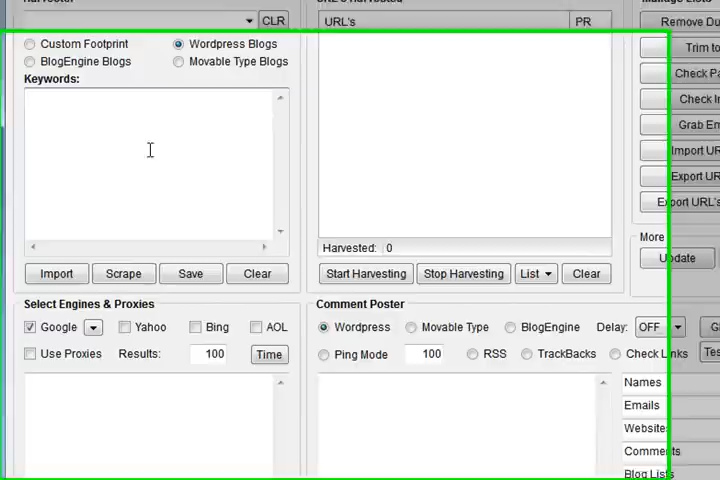 CLR
URL's
PR
Remove Du
Custom Footprint
Wordpress Blogs
Trim to
BlogEngine Blogs
Movable Type Blogs
Keywords:
Check Pa
Check In
Grab Em
Import UR
Export UR
Export URL's
More
Harvested: 0
Update
Import
Scrape
Save
Clear
Start Harvesting
Stop Harvesting
List
Clear
Select Engines & Proxies
Comment Poster
Google
Yahoo
Bing
AOL
Wordpress
Movable Type
BlogEngine
Delay:
OFF
Use Proxies
Results:
100
Time
Ping Mode
100
RSS
TrackBacks
Check Links
Tes
Names
Emails
Websites
Comments
Blog Lists